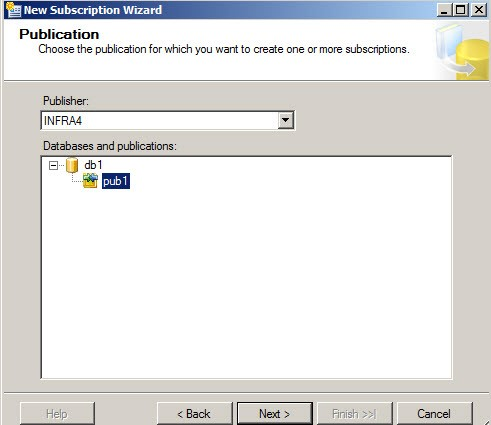 New Subscription Wizard
Publication
Choose the publication for which you want to create one or more subscriptions.
Publisher:
INFRA4
Databases and publications:
db1
pub1
Help
< Back
Next >
Finish >>|
Cancel